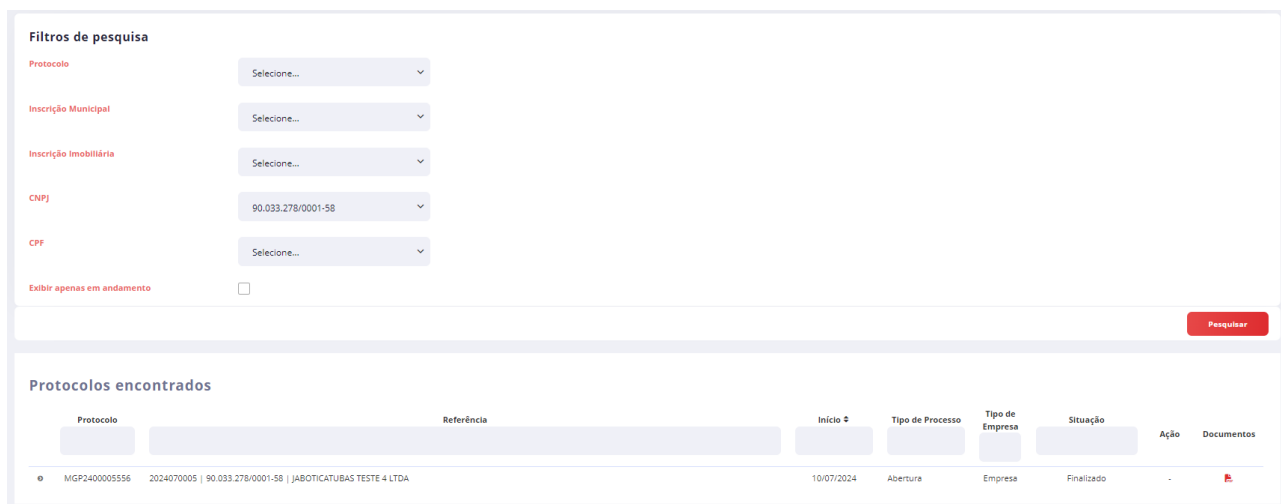 Filtros de pesquisa
Protocolo
Selecione...
Inscrição Municipal
Selecione...
Inscrição Imobiliária
Selecione...
CNPJ
90.033.278/0001-58
CPF
Selecione...
Exibir apenas em andamento
Pesquisar
Protocolos encontrados
Protocolo Referência Início Tipo de Processo Tipo de Empresa Situação Ação Documentos
MGP2400005556 2024070005 | 90.033.278/0001-58 | JABOTICATUBAS TESTE 4 LTDA 10/07/2024 Abertura Empresa Finalizado -